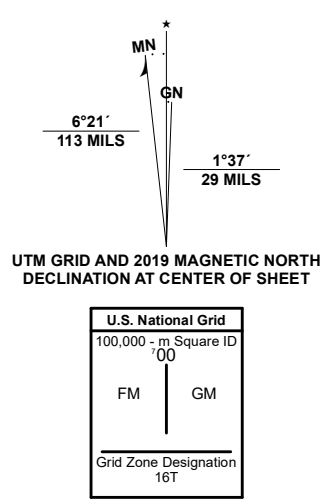 MN
GN
6°21´
113 MILS
1°37´
29 MILS
UTM GRID AND 2019 MAGNETIC NORTH
DECLINATION AT CENTER OF SHEET
U.S. National Grid
100,000 - m Square ID
⁷00
FM GM
Grid Zone Designation
16T